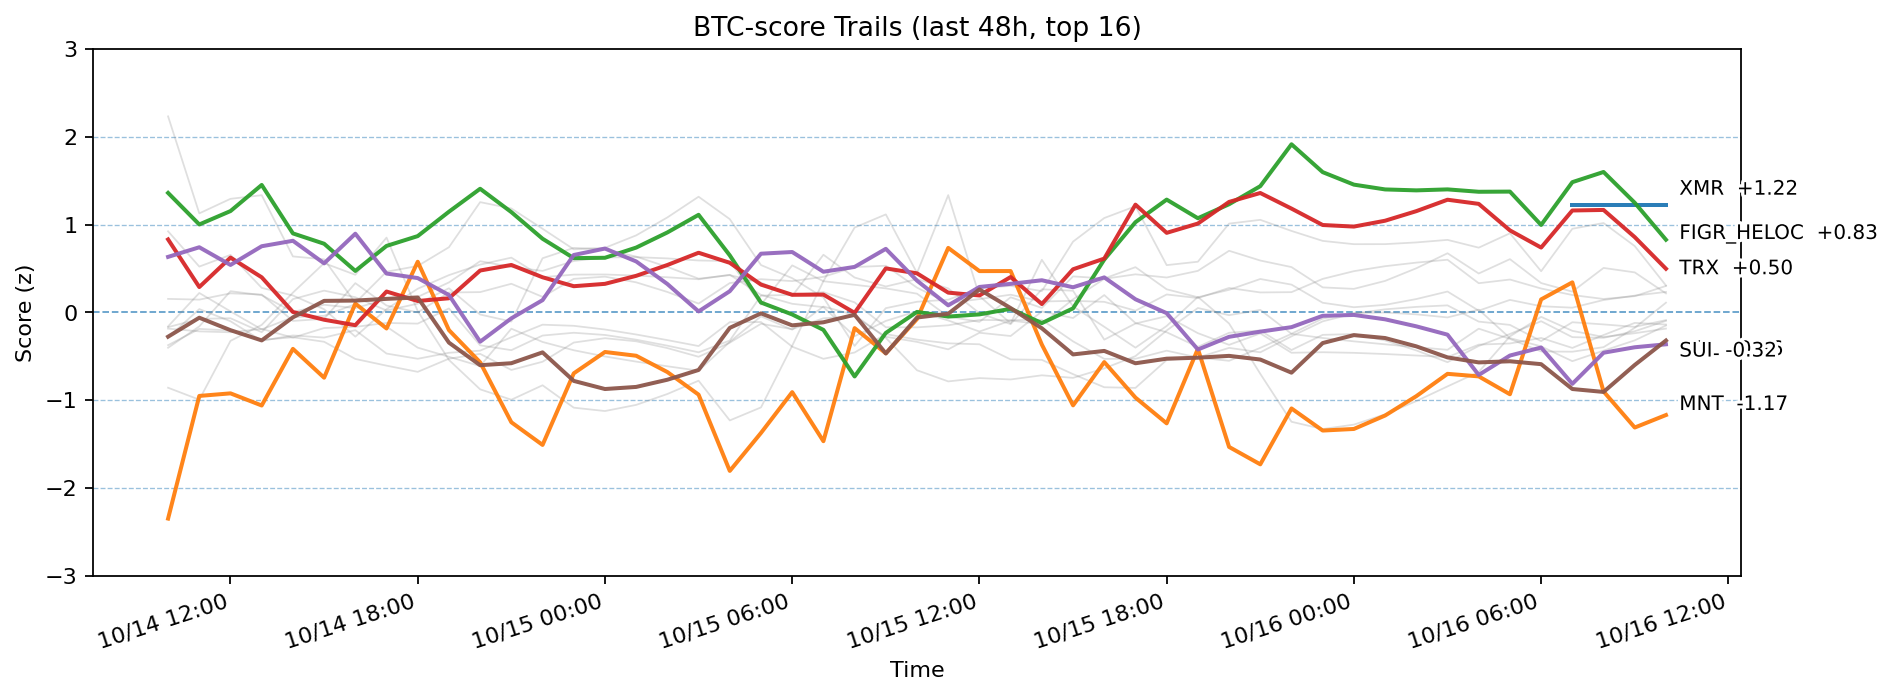 BTC-score Trails (last 48h, top 16)
Score (z)
3
2
1
0
−1
−2
−3
XMR +1.22
FIGR_HELOC +0.83
TRX +0.50
SUI -0.32
MNT -1.17
10/14 12:00
10/14 18:00
10/15 00:00
10/15 06:00
10/15 12:00
10/15 18:00
10/16 00:00
10/16 06:00
10/16 12:00
Time